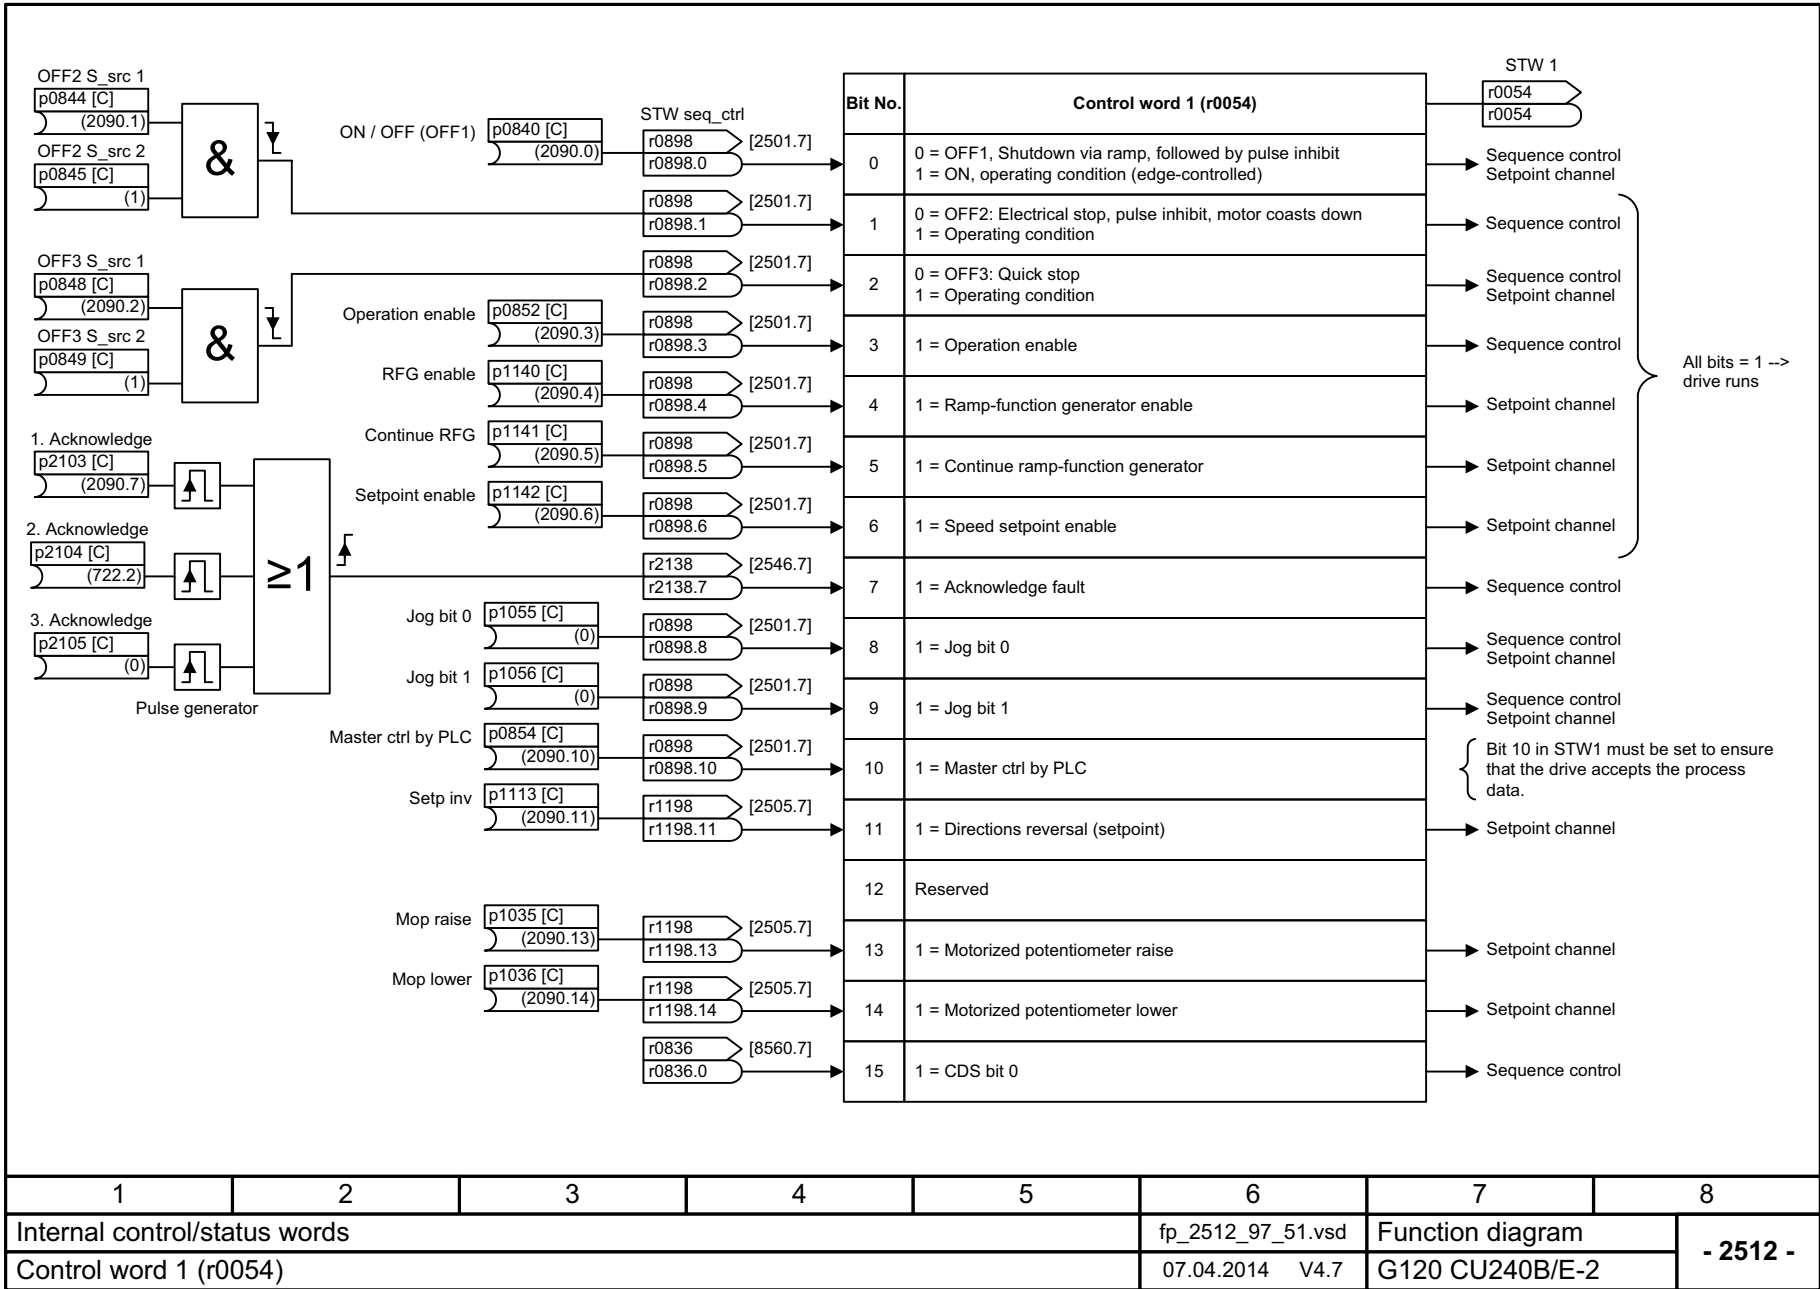 OFF2 S_src 1
p0844 [C]
(2090.1)
OFF2 S_src 2
p0845 [C]
(1)
&
OFF3 S_src 1
p0848 [C]
(2090.2)
OFF3 S_src 2
p0849 [C]
(1)
&
1. Acknowledge
p2103 [C]
(2090.7)
2. Acknowledge
p2104 [C]
(722.2)
3. Acknowledge
p2105 [C]
(0)
≥1
Pulse generator
STW seq_ctrl
ON / OFF (OFF1)
p0840 [C]
(2090.0)
r0898
[2501.7]
r0898.0
r0898
[2501.7]
r0898.1
r0898
[2501.7]
r0898.2
Operation enable
p0852 [C]
(2090.3)
r0898
[2501.7]
r0898.3
RFG enable
p1140 [C]
(2090.4)
r0898
[2501.7]
r0898.4
Continue RFG
p1141 [C]
(2090.5)
r0898
[2501.7]
r0898.5
Setpoint enable
p1142 [C]
(2090.6)
r0898
[2501.7]
r0898.6
r2138
[2546.7]
r2138.7
Jog bit 0
p1055 [C]
(0)
r0898
[2501.7]
r0898.8
Jog bit 1
p1056 [C]
(0)
r0898
[2501.7]
r0898.9
Master ctrl by PLC
p0854 [C]
(2090.10)
r0898
[2501.7]
r0898.10
Setp inv
p1113 [C]
(2090.11)
r1198
[2505.7]
r1198.11
Mop raise
p1035 [C]
(2090.13)
r1198
[2505.7]
r1198.13
Mop lower
p1036 [C]
(2090.14)
r1198
[2505.7]
r1198.14
r0836
[8560.7]
r0836.0
Bit No.
Control word 1 (r0054)
STW 1
r0054
r0054
0
0 = OFF1, Shutdown via ramp, followed by pulse inhibit
1 = ON, operating condition (edge-controlled)
Sequence control
Setpoint channel
1
0 = OFF2: Electrical stop, pulse inhibit, motor coasts down
1 = Operating condition
Sequence control
2
0 = OFF3: Quick stop
1 = Operating condition
Sequence control
Setpoint channel
3
1 = Operation enable
Sequence control
4
1 = Ramp-function generator enable
Setpoint channel
5
1 = Continue ramp-function generator
Setpoint channel
6
1 = Speed setpoint enable
Setpoint channel
All bits = 1 -->
drive runs
7
1 = Acknowledge fault
Sequence control
8
1 = Jog bit 0
Sequence control
Setpoint channel
9
1 = Jog bit 1
Sequence control
Setpoint channel
10
1 = Master ctrl by PLC
Bit 10 in STW1 must be set to ensure
that the drive accepts the process
data.
11
1 = Directions reversal (setpoint)
Setpoint channel
12
Reserved
13
1 = Motorized potentiometer raise
Setpoint channel
14
1 = Motorized potentiometer lower
Setpoint channel
15
1 = CDS bit 0
Sequence control
1 2 3 4 5 6 7 8
Internal control/status words
fp_2512_97_51.vsd
Function diagram
- 2512 -
Control word 1 (r0054)
07.04.2014 V4.7
G120 CU240B/E-2